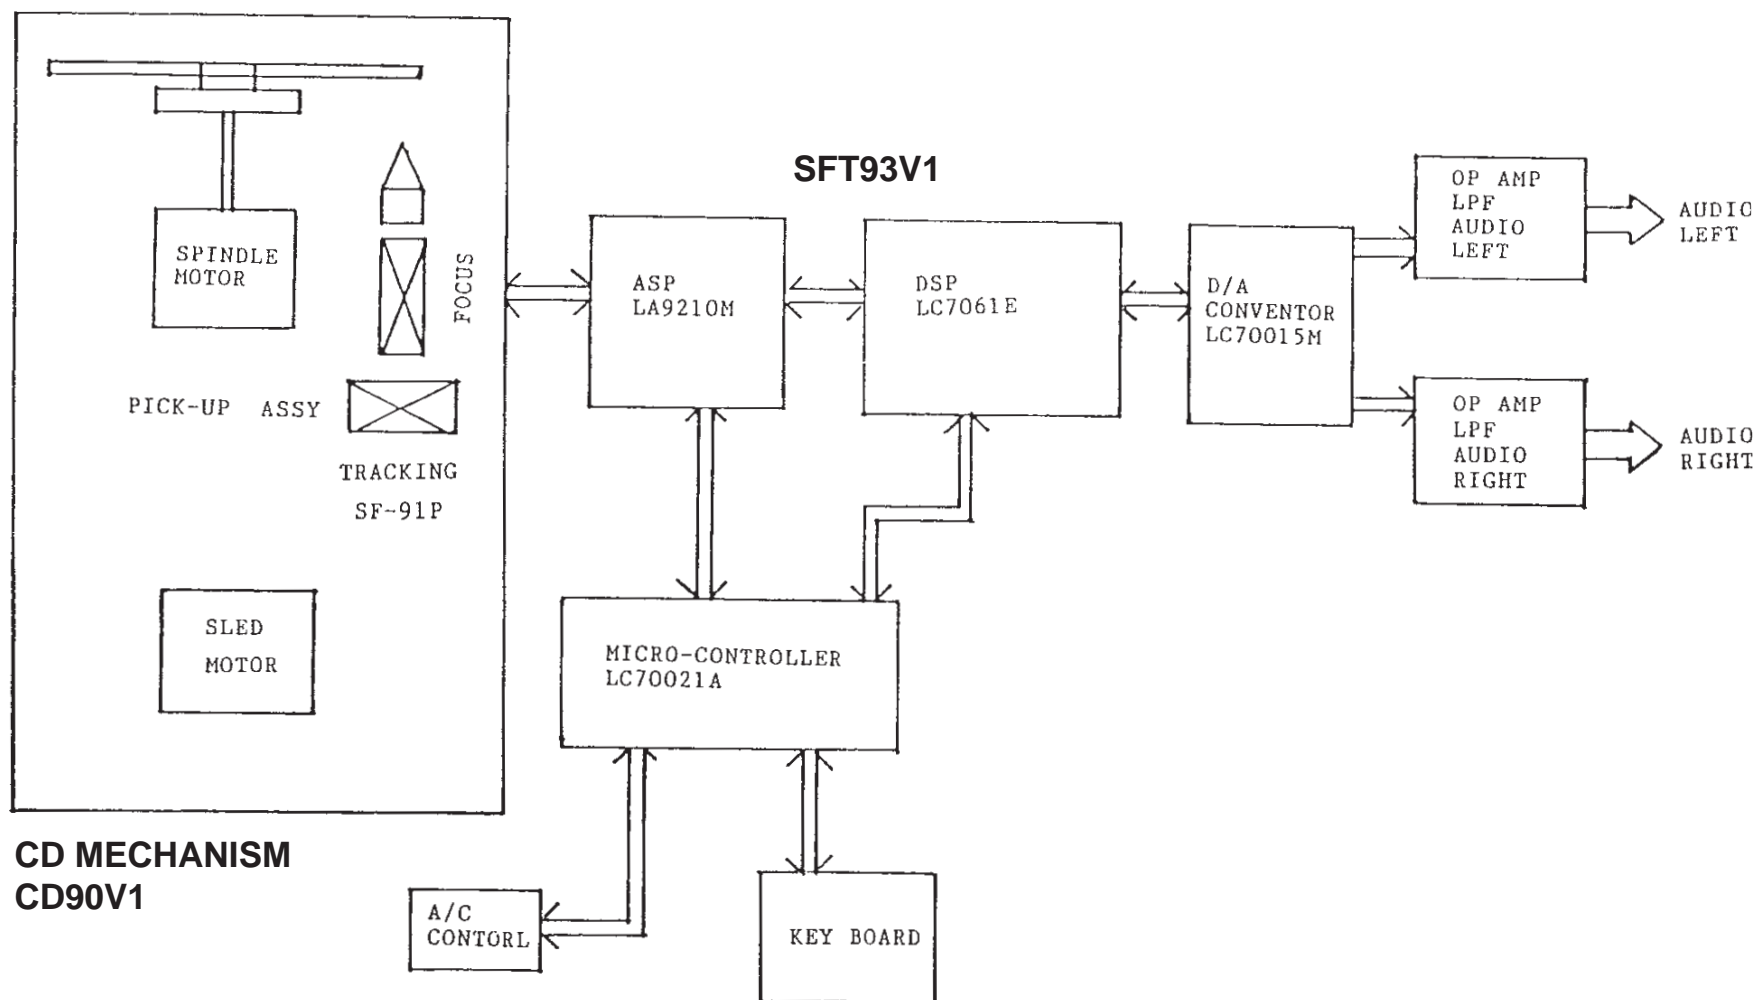 SFT93V1
SPINDLE
MOTOR
FOCUS
PICK-UP ASSY
TRACKING
SF-91P
SLED
MOTOR
CD MECHANISM
CD90V1
ASP
LA9210M
DSP
LC7061E
D/A
CONVENTOR
LC70015M
OP AMP
LPF
AUDIO
LEFT
AUDIO
LEFT
OP AMP
LPF
AUDIO
RIGHT
AUDIO
RIGHT
MICRO-CONTROLLER
LC70021A
A/C
CONTORL
KEY BOARD